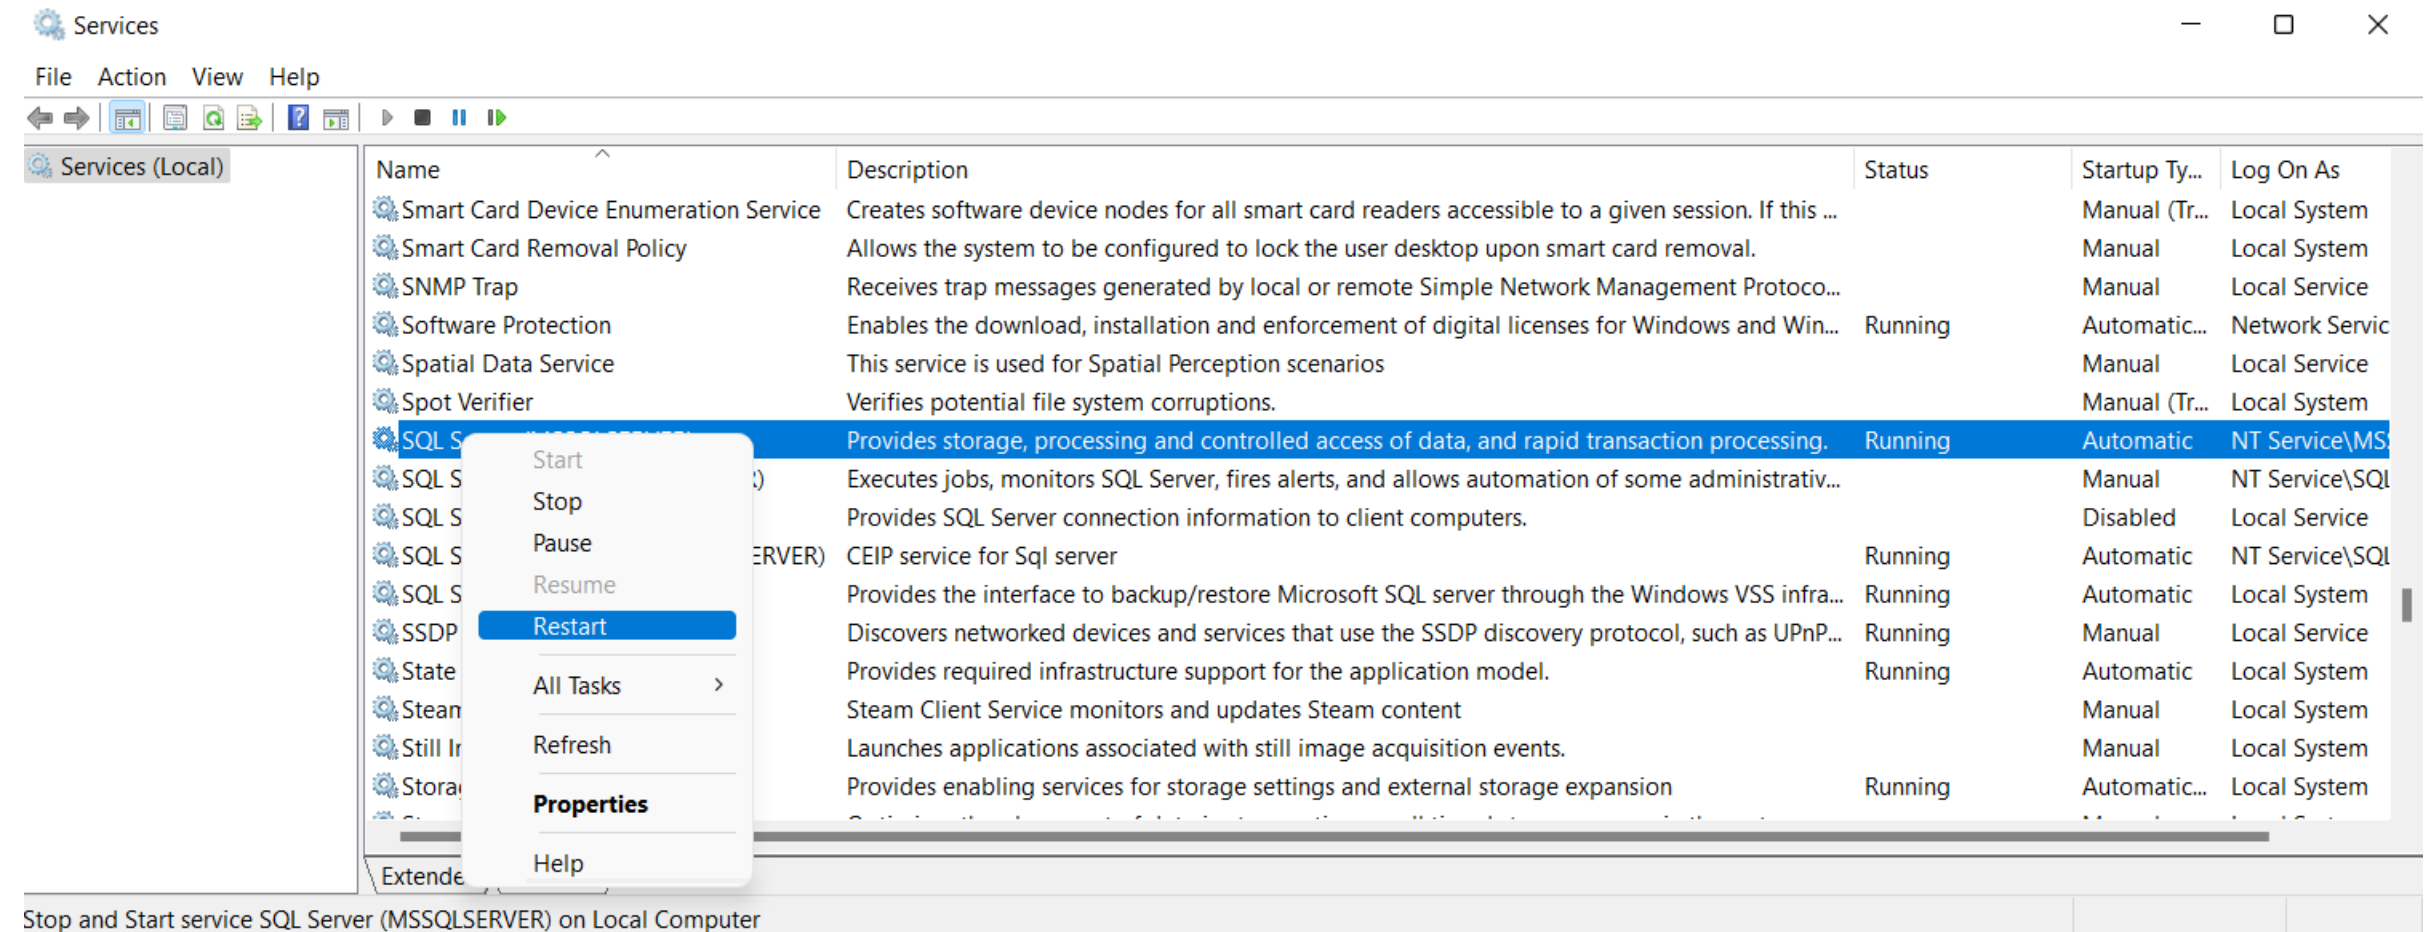 Services
File Action View Help
Services (Local)
Name Description Status Startup Ty... Log On As
Smart Card Device Enumeration Service Creates software device nodes for all smart card readers accessible to a given session. If this ... Manual (Tr... Local System
Smart Card Removal Policy Allows the system to be configured to lock the user desktop upon smart card removal. Manual Local System
SNMP Trap Receives trap messages generated by local or remote Simple Network Management Protoco... Manual Local Service
Software Protection Enables the download, installation and enforcement of digital licenses for Windows and Win... Running Automatic... Network Servic
Spatial Data Service This service is used for Spatial Perception scenarios Manual Local Service
Spot Verifier Verifies potential file system corruptions. Manual (Tr... Local System
SQL S Provides storage, processing and controlled access of data, and rapid transaction processing. Running Automatic NT Service\MS
SQL S Executes jobs, monitors SQL Server, fires alerts, and allows automation of some administrativ... Manual NT Service\SQL
SQL S Provides SQL Server connection information to client computers. Disabled Local Service
SQL S ERVER) CEIP service for Sql server Running Automatic NT Service\SQL
SQL S Provides the interface to backup/restore Microsoft SQL server through the Windows VSS infra... Running Automatic Local System
SSDP Discovers networked devices and services that use the SSDP discovery protocol, such as UPnP... Running Manual Local Service
State Provides required infrastructure support for the application model. Running Automatic Local System
Steam Steam Client Service monitors and updates Steam content Manual Local System
Still Launches applications associated with still image acquisition events. Manual Local System
Stora Provides enabling services for storage settings and external storage expansion Running Automatic... Local System
Start
Stop
Pause
Resume
Restart
All Tasks
Refresh
Properties
Help
Extende
Stop and Start service SQL Server (MSSQLSERVER) on Local Computer